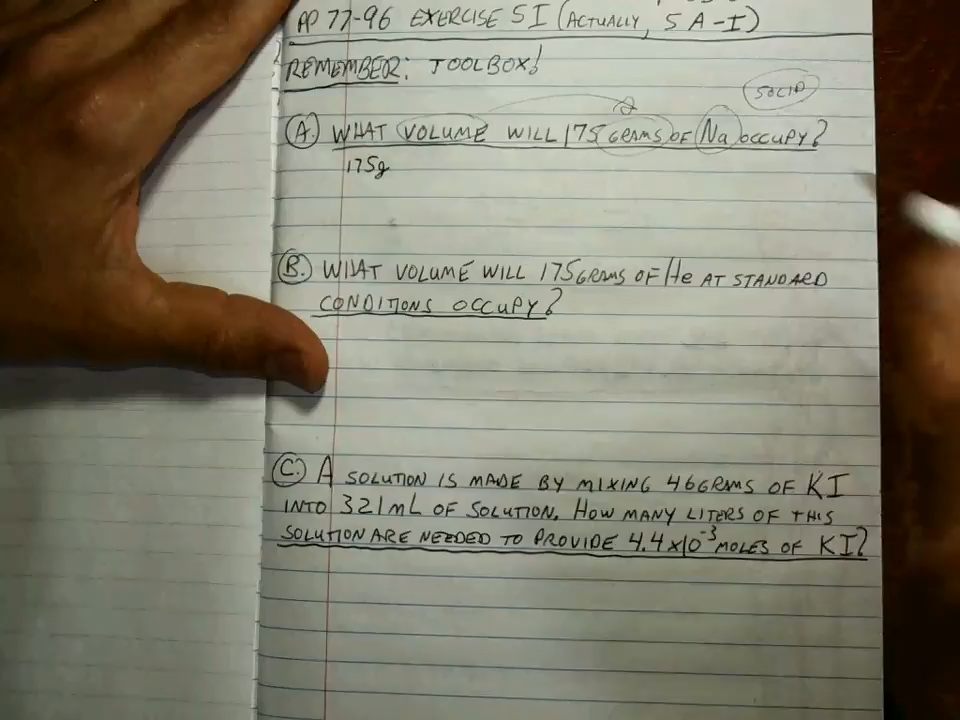 PP 77-96 EXERCISE 5I (ACTUALLY, 5 A-I)
REMEMBER: TOOLBOX!
SOLID
A. WHAT VOLUME WILL 175 GRAMS OF Na OCCUPY?
175g
B. WHAT VOLUME WILL 175 GRAMS OF He AT STANDARD
CONDITIONS OCCUPY?
C. A SOLUTION IS MADE BY MIXING 46 GRAMS OF KI
INTO 321 mL OF SOLUTION. HOW MANY LITERS OF THIS
SOLUTION ARE NEEDED TO PROVIDE 4.4x10⁻³ MOLES OF KI?